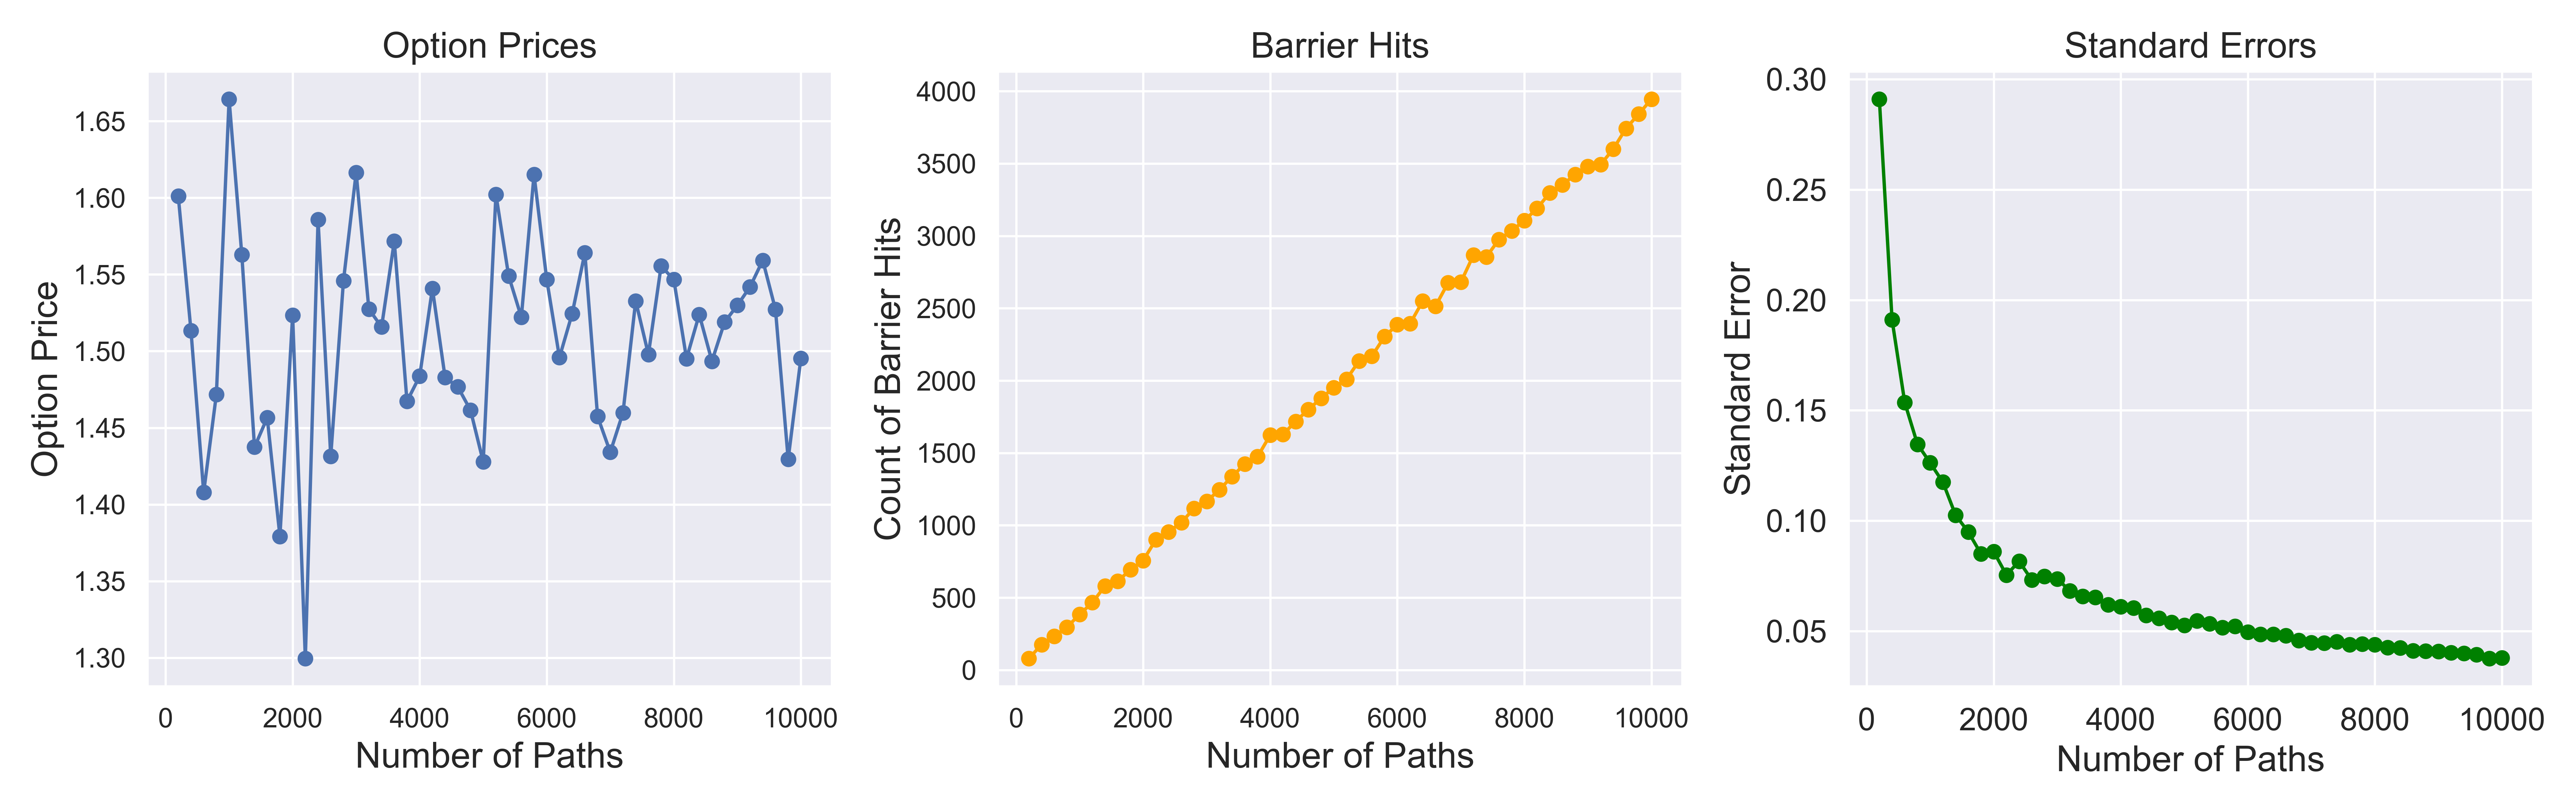 Option Prices
Option Price
1.65
1.60
1.55
1.50
1.45
1.40
1.35
1.30
0 2000 4000 6000 8000 10000
Number of Paths
Barrier Hits
Count of Barrier Hits
4000
3500
3000
2500
2000
1500
1000
500
0
0 2000 4000 6000 8000 10000
Number of Paths
Standard Errors
Standard Error
0.30
0.25
0.20
0.15
0.10
0.05
0 2000 4000 6000 8000 10000
Number of Paths